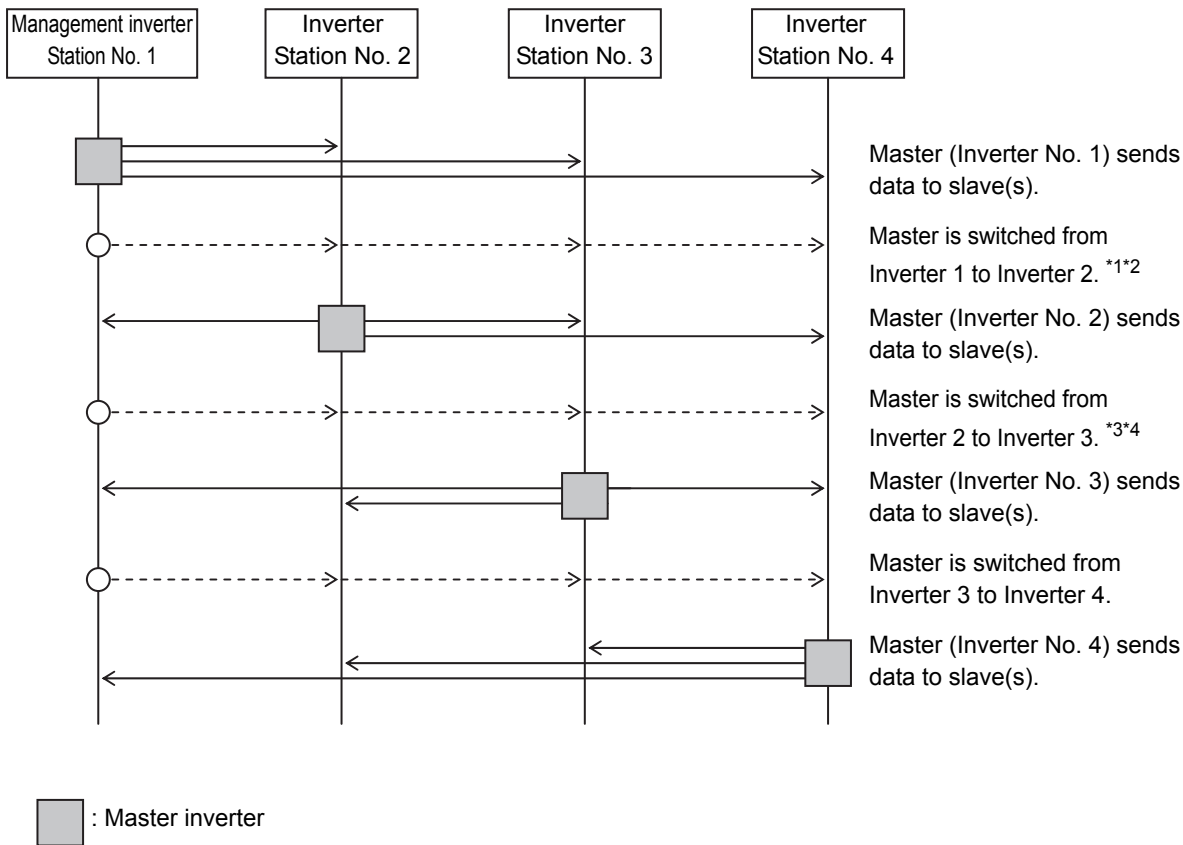 Management inverter
Station No. 1
Inverter
Station No. 2
Inverter
Station No. 3
Inverter
Station No. 4
Master (Inverter No. 1) sends
data to slave(s).
Master is switched from
Inverter 1 to Inverter 2. *1*2
Master (Inverter No. 2) sends
data to slave(s).
Master is switched from
Inverter 2 to Inverter 3. *3*4
Master (Inverter No. 3) sends
data to slave(s).
Master is switched from
Inverter 3 to Inverter 4.
Master (Inverter No. 4) sends
data to slave(s).
: Master inverter